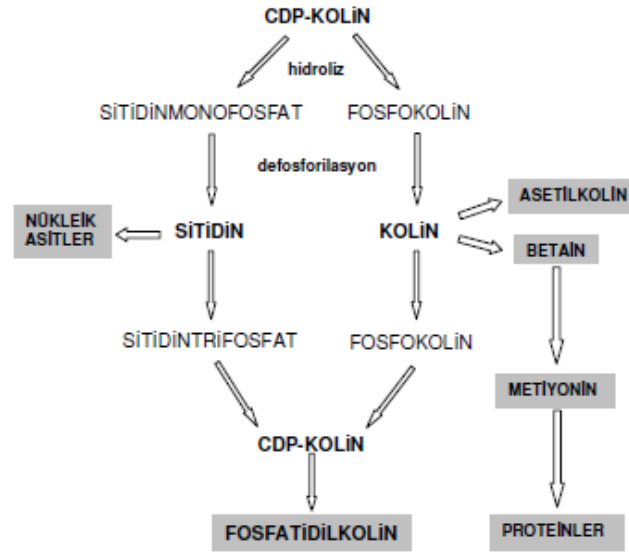 CDP-KOLİN
hidroliz
SİTİDİNMONOFOSFAT FOSFOKOLİN
defosforilasyon
ASETİLKOLİN
NÜKLEİK
ASİTLER
SİTİDİN KOLİN
BETAİN
SİTİDİNTRİFOSFAT FOSFOKOLİN
METİYONİN
CDP-KOLİN
FOSFATİDİLKOLİN PROTEİNLER